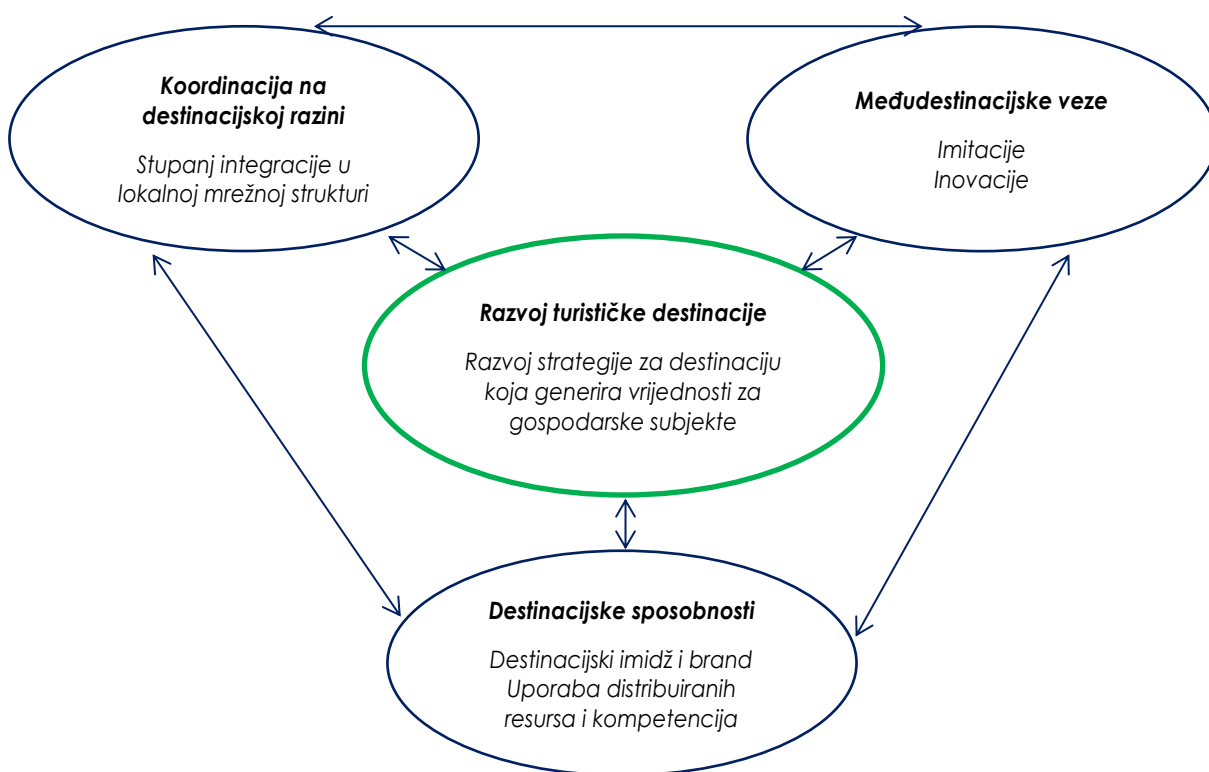 Koordinacija na
destinacijskoj razini
Stupanj integracije u
lokalnoj mrežnoj strukturi
Međudestinacijske veze
Imitacije
Inovacije
Razvoj turističke destinacije
Razvoj strategije za destinaciju
koja generira vrijednosti za
gospodarske subjekte
Destinacijske sposobnosti
Destinacijski imidž i brand
Uporaba distribuiranih
resursa i kompetencija